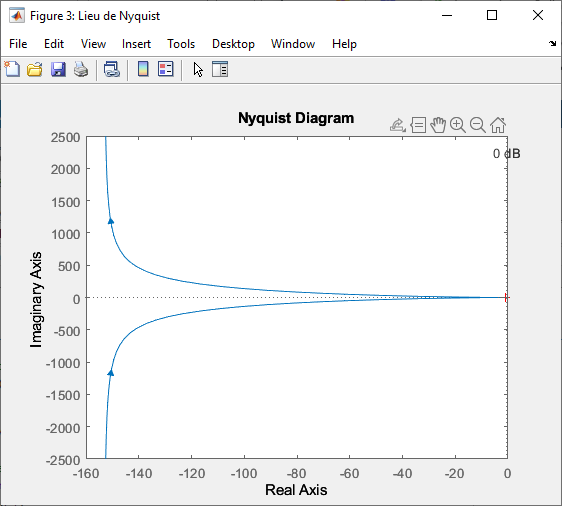 Figure 3: Lieu de Nyquist
File Edit View Insert Tools Desktop Window Help
Nyquist Diagram
0 dB
2500
2000
1500
1000
500
0
-500
-1000
-1500
-2000
-2500
Imaginary Axis
-160 -140 -120 -100 -80 -60 -40 -20 0
Real Axis